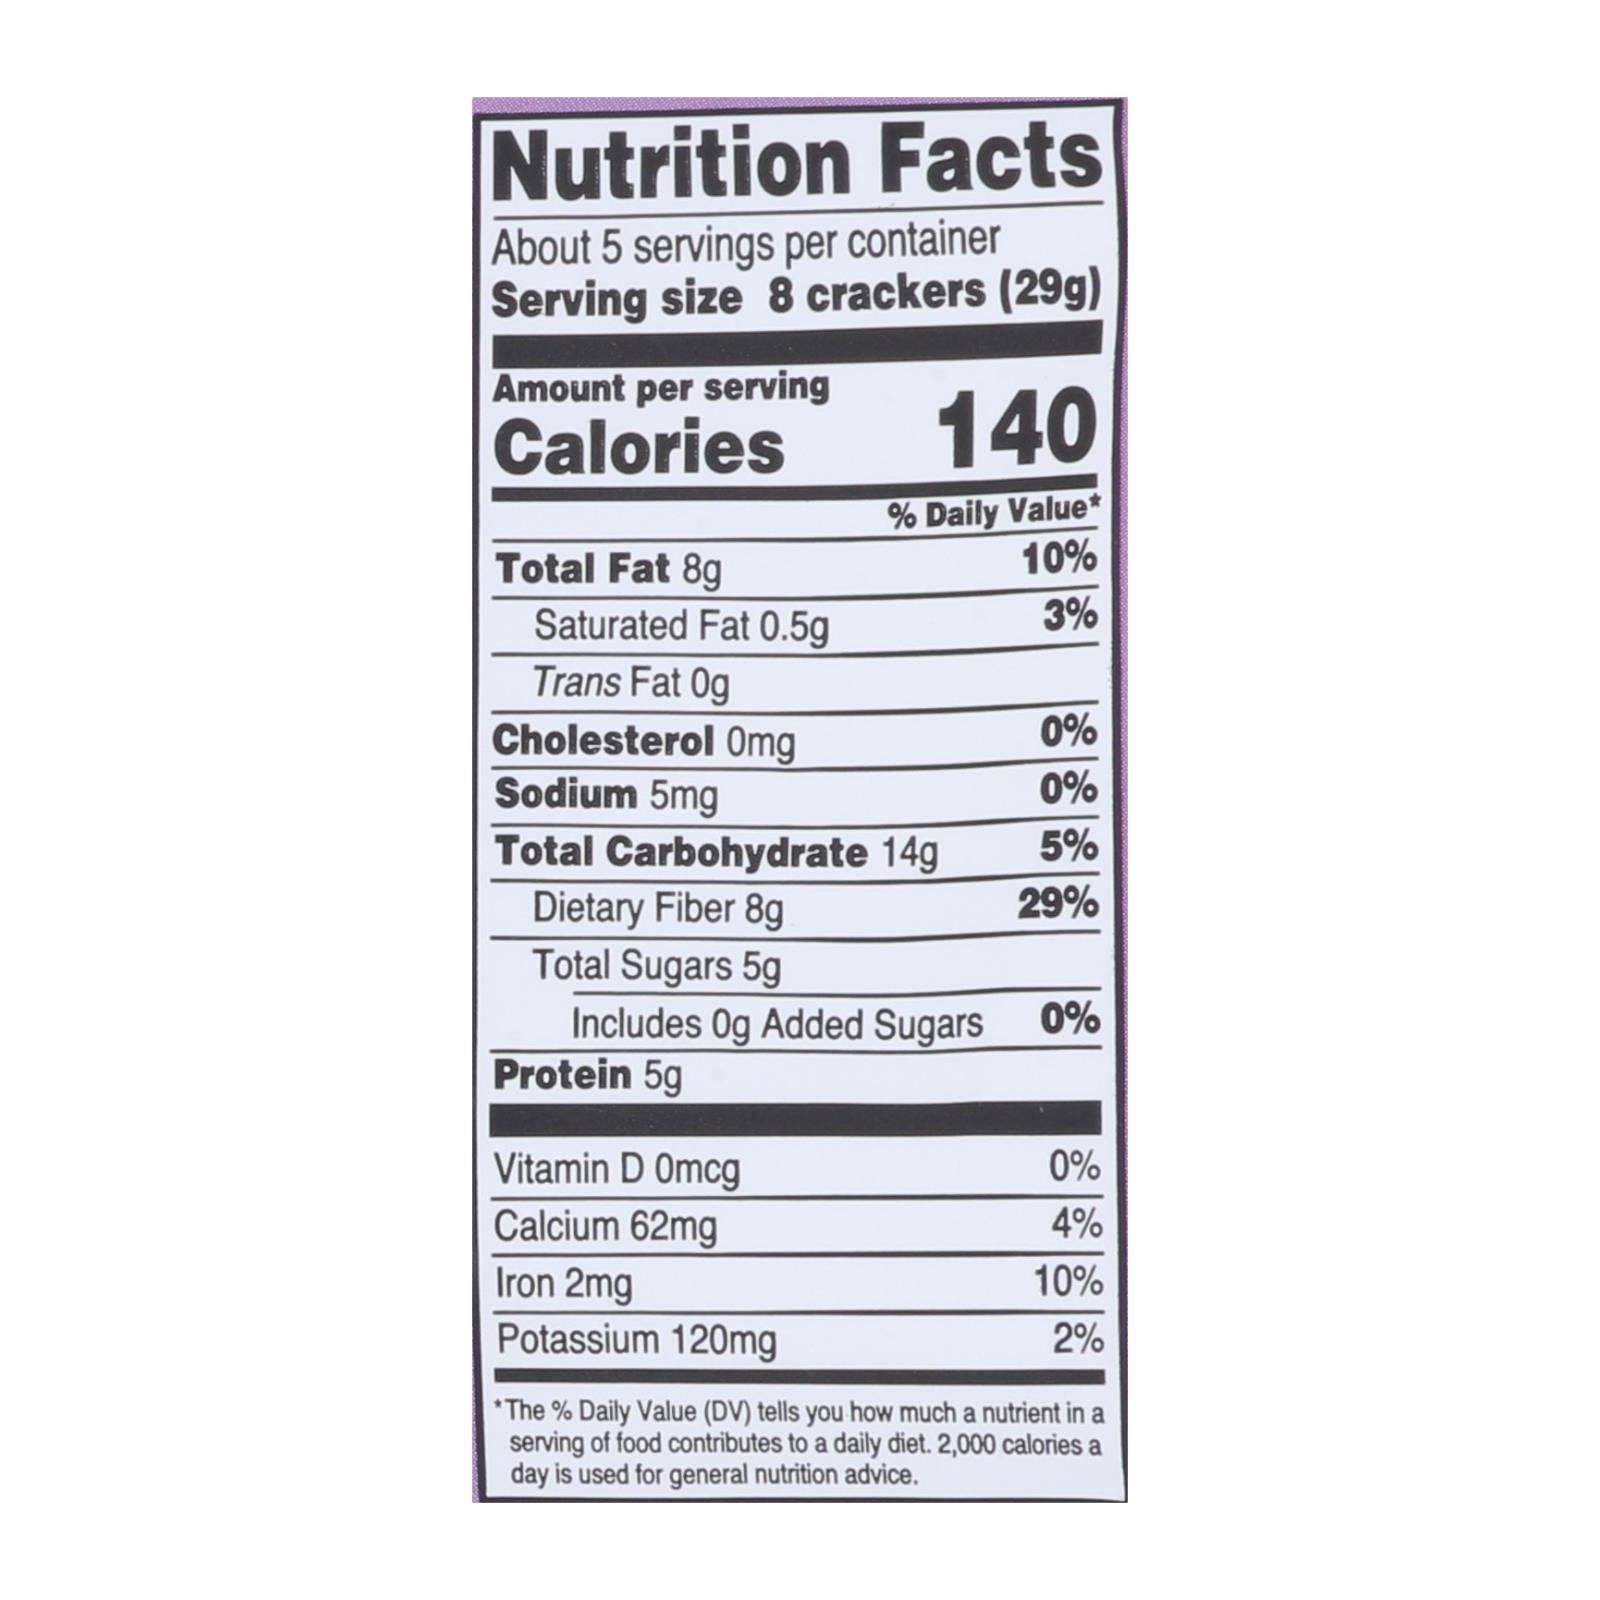 Nutrition Facts
About 5 servings per container
Serving size 8 crackers (29g)
Amount per serving
Calories 140
% Daily Value*
Total Fat 8g 10%
Saturated Fat 0.5g 3%
Trans Fat 0g
Cholesterol 0mg 0%
Sodium 5mg 0%
Total Carbohydrate 14g 5%
Dietary Fiber 8g 29%
Total Sugars 5g
Includes 0g Added Sugars 0%
Protein 5g
Vitamin D 0mcg 0%
Calcium 62mg 4%
Iron 2mg 10%
Potassium 120mg 2%
*The % Daily Value (DV) tells you how much a nutrient in a
serving of food contributes to a daily diet. 2,000 calories a
day is used for general nutrition advice.